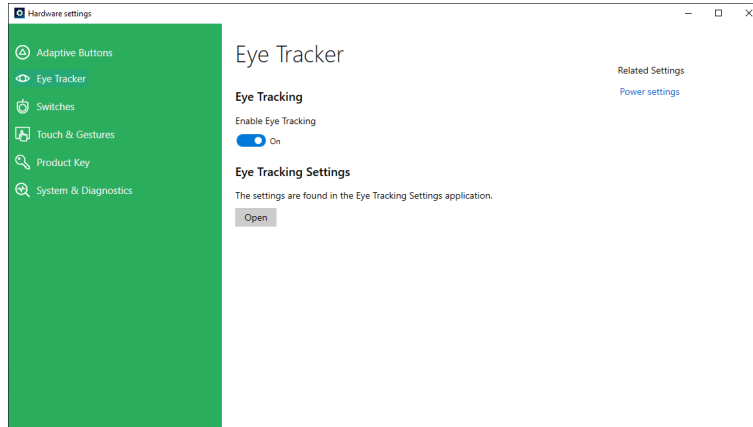 Hardware settings
Adaptive Buttons
Eye Tracker
Switches
Touch & Gestures
Product Key
System & Diagnostics
Eye Tracker
Eye Tracking
Enable Eye Tracking
On
Eye Tracking Settings
The settings are found in the Eye Tracking Settings application.
Open
Related Settings
Power settings